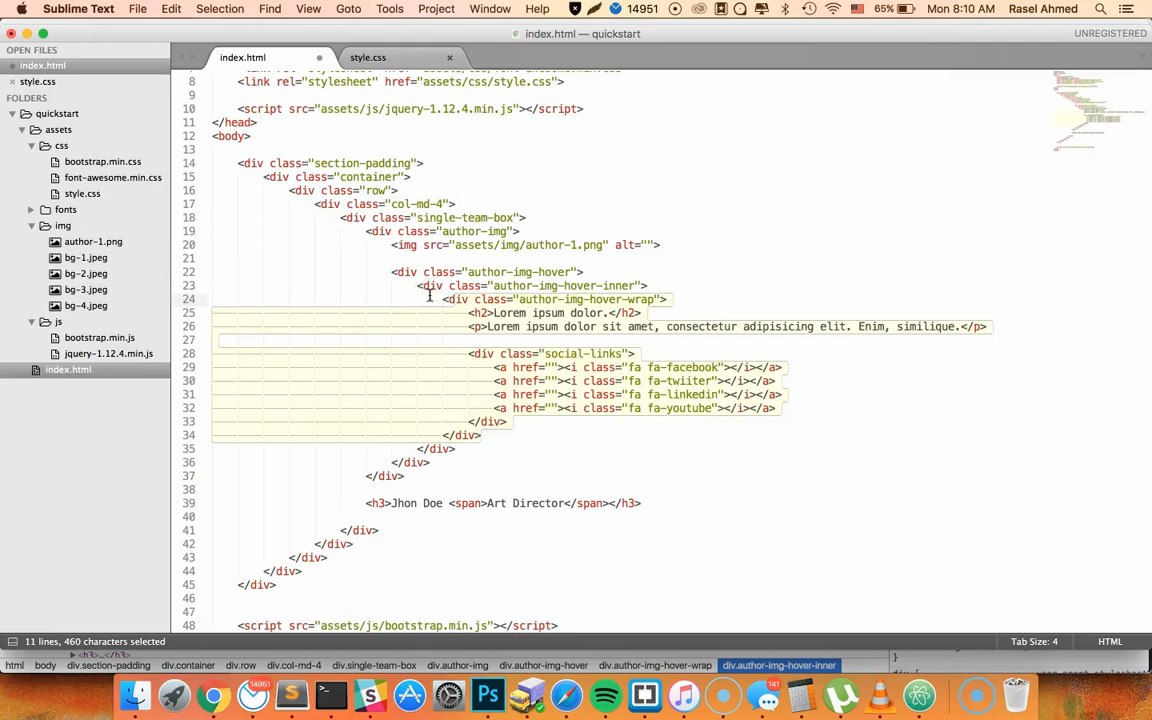 Sublime Text File Edit Selection Find View Goto Tools Project Window Help 14951 65% Mon 8:10 AM Rasel Ahmed
index.html — quickstart UNREGISTERED
OPEN FILES
index.html
style.css
FOLDERS
quickstart
assets
css
bootstrap.min.css
font-awesome.min.css
style.css
fonts
img
author-1.png
bg-1.jpeg
bg-2.jpeg
bg-3.jpeg
bg-4.jpeg
js
bootstrap.min.js
jquery-1.12.4.min.js
index.html
index.html style.css
8 <link rel="stylesheet" href="assets/css/style.css">
9
10 <script src="assets/js/jquery-1.12.4.min.js"></script>
11 </head>
12 <body>
13
14 <div class="section-padding">
15 <div class="container">
16 <div class="row">
17 <div class="col-md-4">
18 <div class="single-team-box">
19 <div class="author-img">
20 <img src="assets/img/author-1.png" alt="">
21
22 <div class="author-img-hover">
23 <div class="author-img-hover-inner">
24 <div class="author-img-hover-wrap">
25 <h2>Lorem ipsum dolor.</h2>
26 <p>Lorem ipsum dolor sit amet, consectetur adipisicing elit. Enim, similique.</p>
27
28 <div class="social-links">
29 <a href=""><i class="fa fa-facebook"></i></a>
30 <a href=""><i class="fa fa-twiiter"></i></a>
31 <a href=""><i class="fa fa-linkedin"></i></a>
32 <a href=""><i class="fa fa-youtube"></i></a>
33 </div>
34 </div>
35 </div>
36 </div>
37 </div>
38
39 <h3>Jhon Doe <span>Art Director</span></h3>
40
41 </div>
42 </div>
43 </div>
44 </div>
45 </div>
46
47
48 <script src="assets/js/bootstrap.min.js"></script>
11 lines, 460 characters selected Tab Size: 4 HTML
html body div.section-padding div.container div.row div.col-md-4 div.single-team-box div.author-img div.author-img-hover div.author-img-hover-wrap div.author-img-hover-inner
14961
141